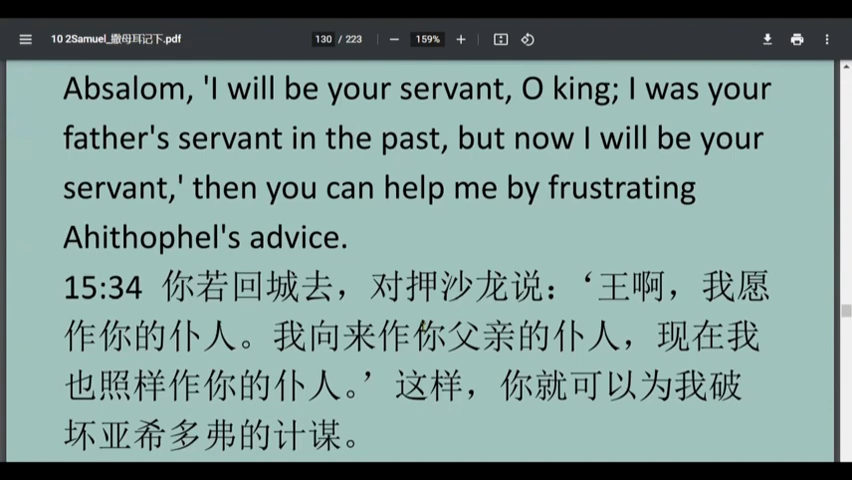 10 2Samuel_撒母耳记下.pdf
130 / 223
159%
Absalom, 'I will be your servant, O king; I was your
father's servant in the past, but now I will be your
servant,' then you can help me by frustrating
Ahithophel's advice.
15:34 你若回城去，对押沙龙说：‘王啊，我愿
作你的仆人。我向来作你父亲的仆人，现在我
也照样作你的仆人。’这样，你就可以为我破
坏亚希多弗的计谋。